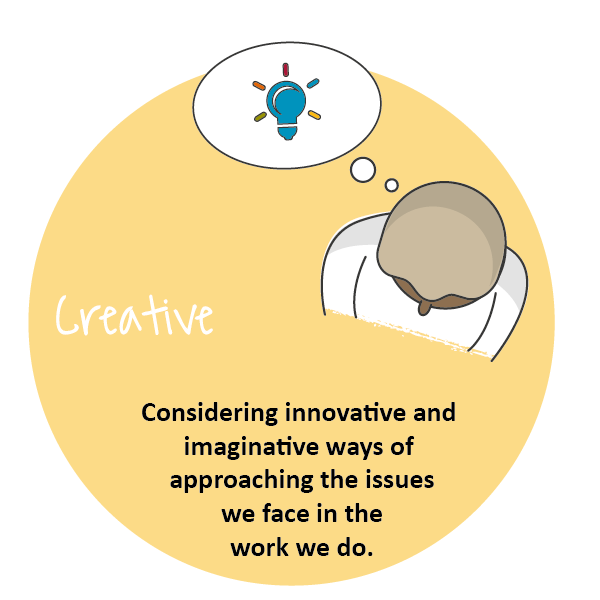 Creative
Considering innovative and
imaginative ways of
approaching the issues
we face in the
work we do.